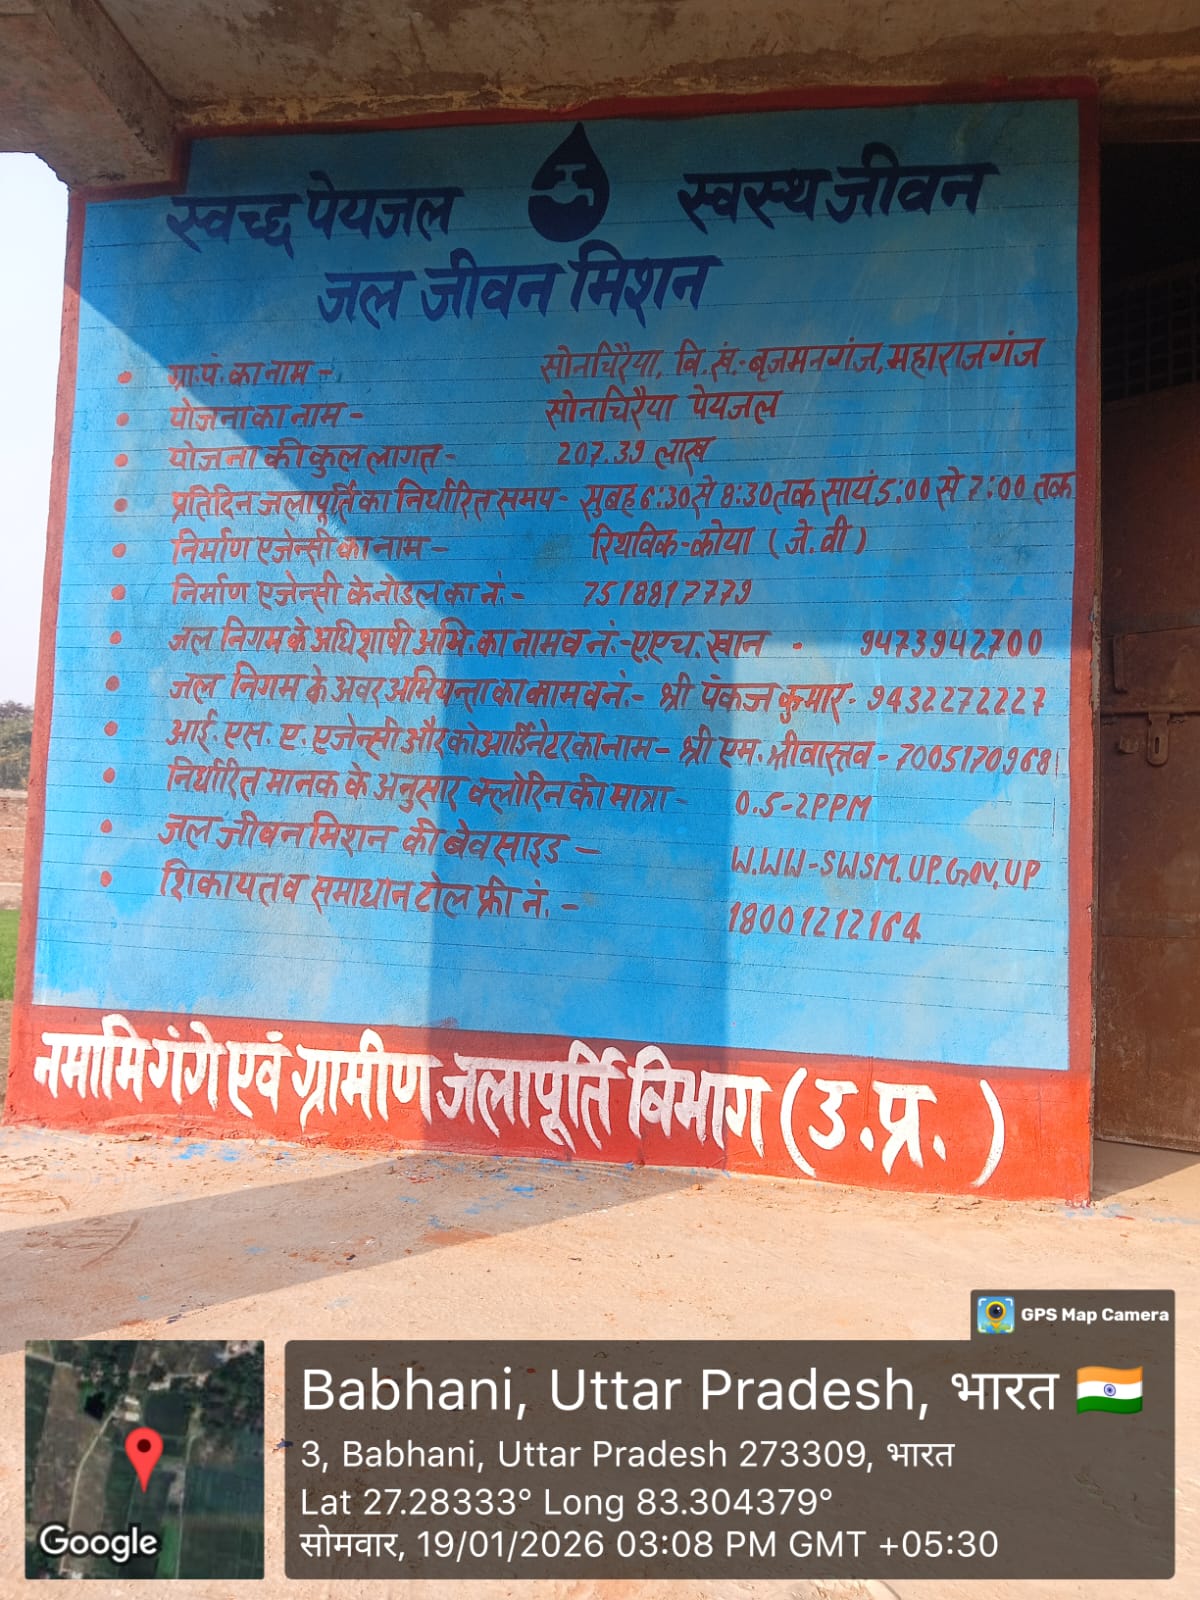 स्वच्छ पेयजल स्वस्थ जीवन
जल जीवन मिशन
• ग्रा.पं. का नाम - सोनचिरैया, वि.खं.- बृजमनगंज, महाराजगंज
• योजना का नाम - सोनचिरैया पेयजल
• योजना की कुल लागत - 207.39 लाख
• प्रतिदिन जलापूर्ति का निर्धारित समय - सुबह 6:30 से 8:30 तक सायं 5:00 से 7:00 तक
• निर्माण एजेन्सी का नाम - रिथविक-कोया (जे.वी)
• निर्माण एजेन्सी के नोडल का नं.- 7518817779
• जल निगम के अधिशाषी अभि. का नाम व नं.- ए.एच. खान - 9473942700
• जल निगम के अवर अभियन्ता का नाम व नं.- श्री पंकज कुमार - 9432272227
• आई. एस. ए. एजेन्सी और कोआर्डिनेटर का नाम - श्री एम. श्रीवास्तव - 7005170968
• निर्धारित मानक के अनुसार क्लोरिन की मात्रा - 0.5-2PPM
• जल जीवन मिशन की बेवसाइड - W.WW-SWSM.UP.GOV.UP
• शिकायत व समाधान टोल फ्री नं. - 18001212164
नमामि गंगे एवं ग्रामीण जलापूर्ति विभाग (उ.प्र.)
GPS Map Camera
Babhani, Uttar Pradesh, भारत
3, Babhani, Uttar Pradesh 273309, भारत
Lat 27.28333° Long 83.304379°
सोमवार, 19/01/2026 03:08 PM GMT +05:30
Google